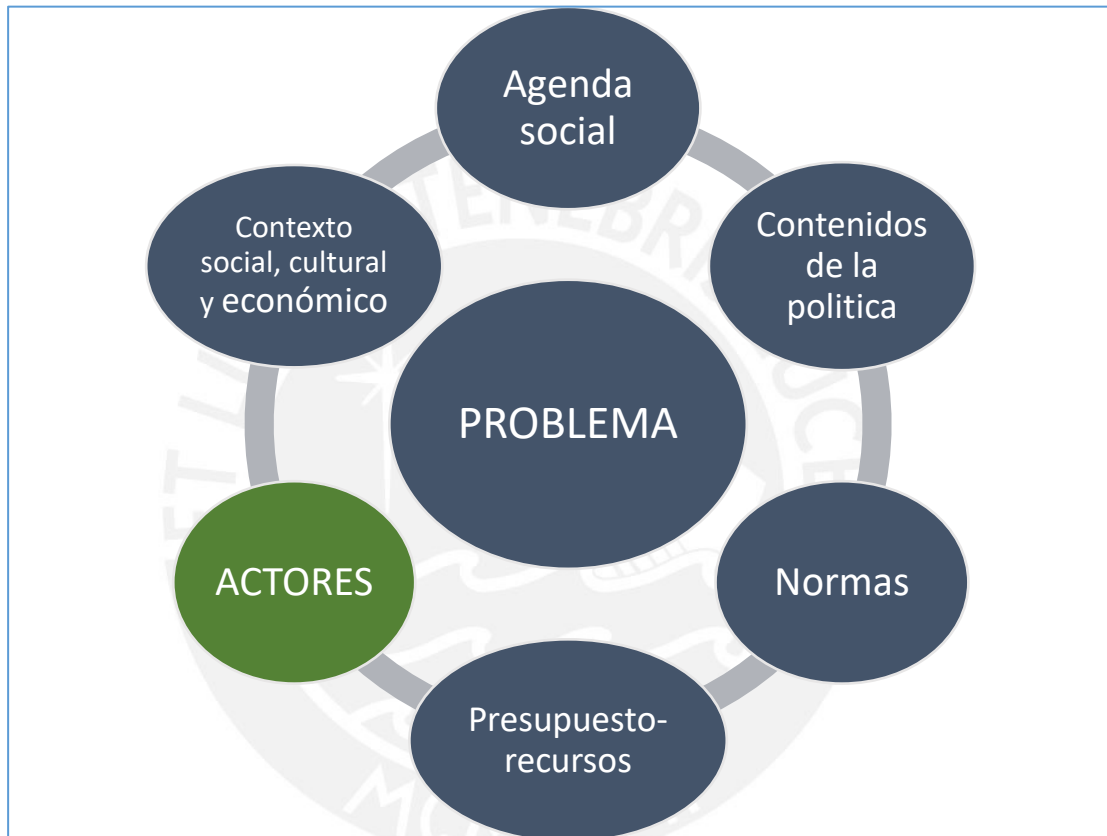 Agenda
social
Contenidos
de la
politica
Normas
Presupuesto-
recursos
ACTORES
Contexto
social, cultural
y económico
PROBLEMA